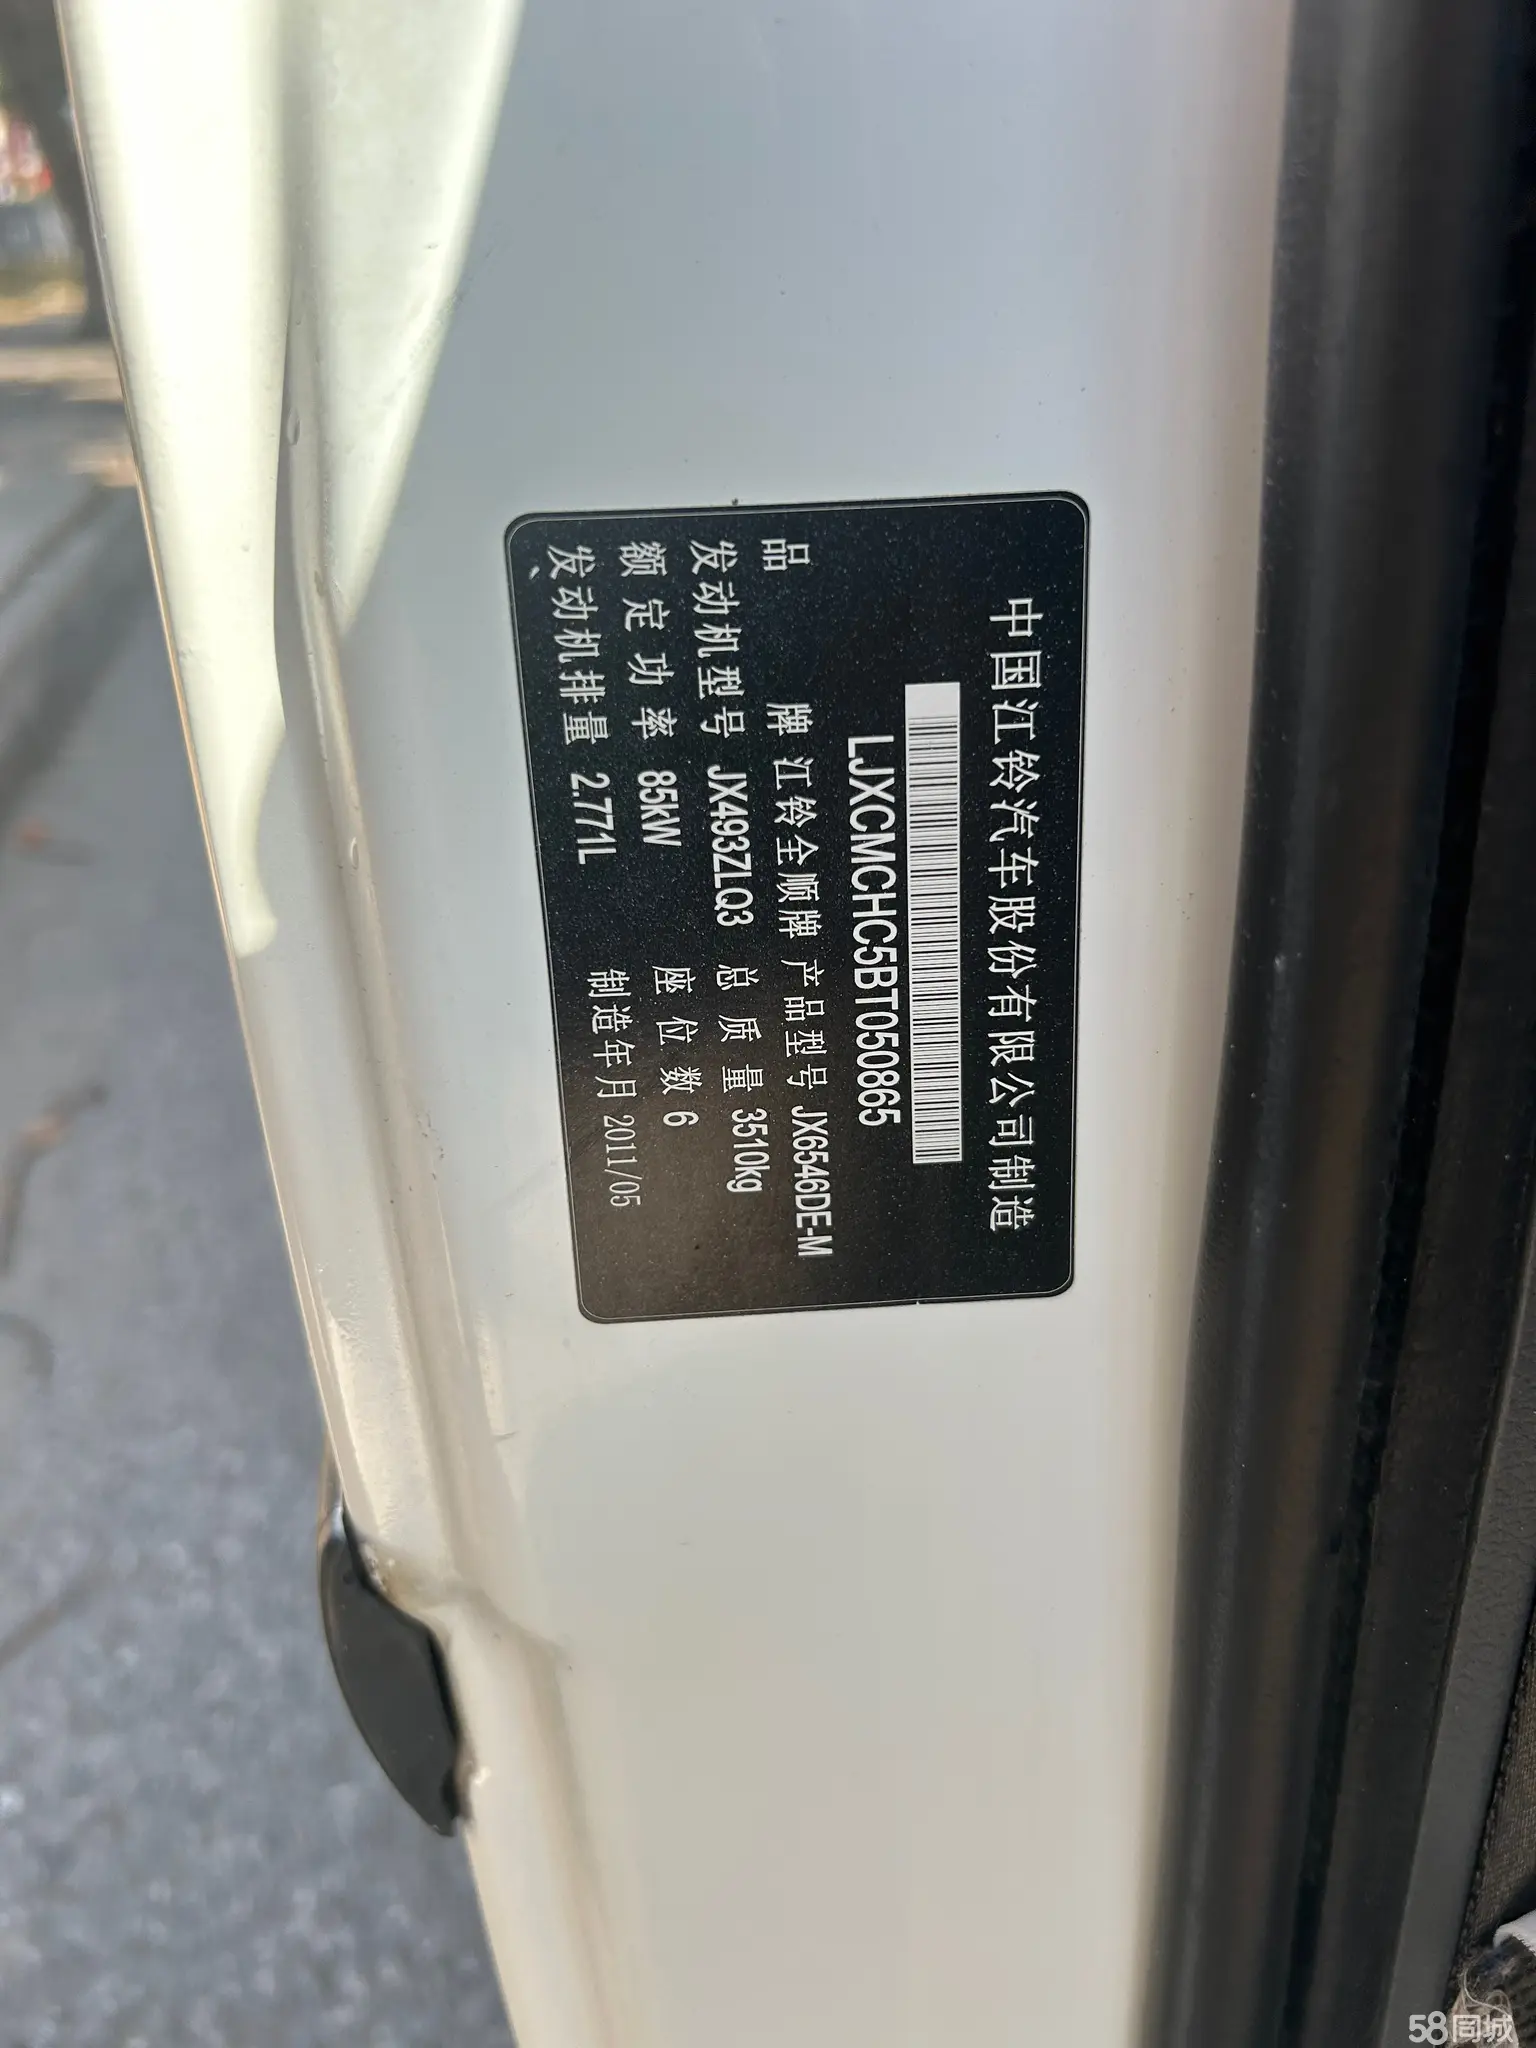 中国江铃汽车股份有限公司制造
LJXCMCHC5BT050865
品 牌 江铃全顺牌 产品型号 JX6546DE-M
发动机型号 JX493ZLQ3 总质量 3510kg
额定功率 85kW 座位数 6
发动机排量 2.771L 制造年月 2011/05
58同城